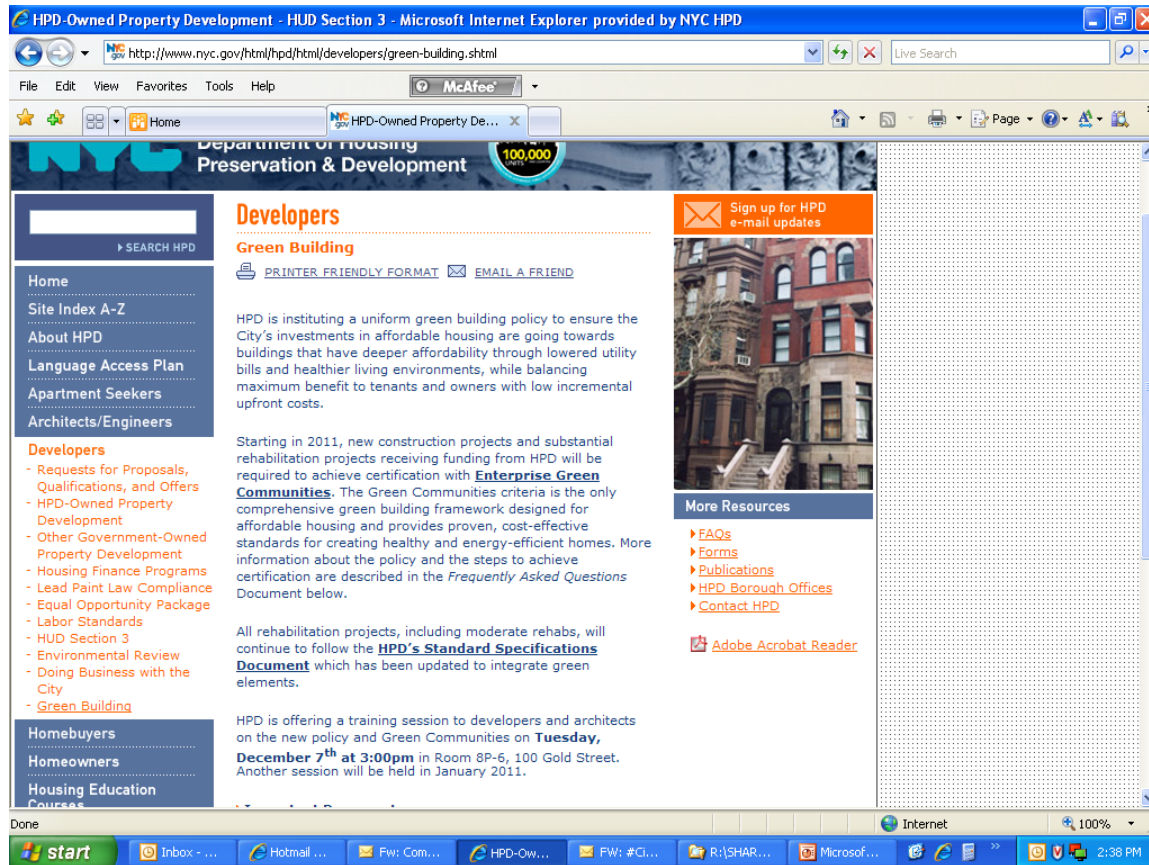 HPD-Owned Property Development - HUD Section 3 - Microsoft Internet Explorer provided by NYC HPD
NYC.gov http://www.nyc.gov/html/hpd/html/developers/green-building.shtml
Live Search
File Edit View Favorites Tools Help
McAfee
Home
HPD-Owned Property De...
Page
NYC
Department of Housing
Preservation & Development
100,000
UNITS
SEARCH HPD
Home
Site Index A-Z
About HPD
Language Access Plan
Apartment Seekers
Architects/Engineers
Developers
- Requests for Proposals,
Qualifications, and Offers
- HPD-Owned Property
Development
- Other Government-Owned
Property Development
- Housing Finance Programs
- Lead Paint Law Compliance
- Equal Opportunity Package
- Labor Standards
- HUD Section 3
- Environmental Review
- Doing Business with the
City
- Green Building
Homebuyers
Homeowners
Housing Education
Courses
Developers
Green Building
PRINTER FRIENDLY FORMAT EMAIL A FRIEND
HPD is instituting a uniform green building policy to ensure the
City's investments in affordable housing are going towards
buildings that have deeper affordability through lowered utility
bills and healthier living environments, while balancing
maximum benefit to tenants and owners with low incremental
upfront costs.
Starting in 2011, new construction projects and substantial
rehabilitation projects receiving funding from HPD will be
required to achieve certification with Enterprise Green
Communities. The Green Communities criteria is the only
comprehensive green building framework designed for
affordable housing and provides proven, cost-effective
standards for creating healthy and energy-efficient homes. More
information about the policy and the steps to achieve
certification are described in the Frequently Asked Questions
Document below.
All rehabilitation projects, including moderate rehabs, will
continue to follow the HPD's Standard Specifications
Document which has been updated to integrate green
elements.
HPD is offering a training session to developers and architects
on the new policy and Green Communities on Tuesday,
December 7th at 3:00pm in Room 8P-6, 100 Gold Street.
Another session will be held in January 2011.
Sign up for HPD
e-mail updates
More Resources
FAQs
Forms
Publications
HPD Borough Offices
Contact HPD
Adobe Acrobat Reader
Done
Internet
100%
start
Inbox - ...
Hotmail ...
Fw: Com...
HPD-Ow...
FW: #Ci...
R:\SHAR...
Microsof...
2:38 PM